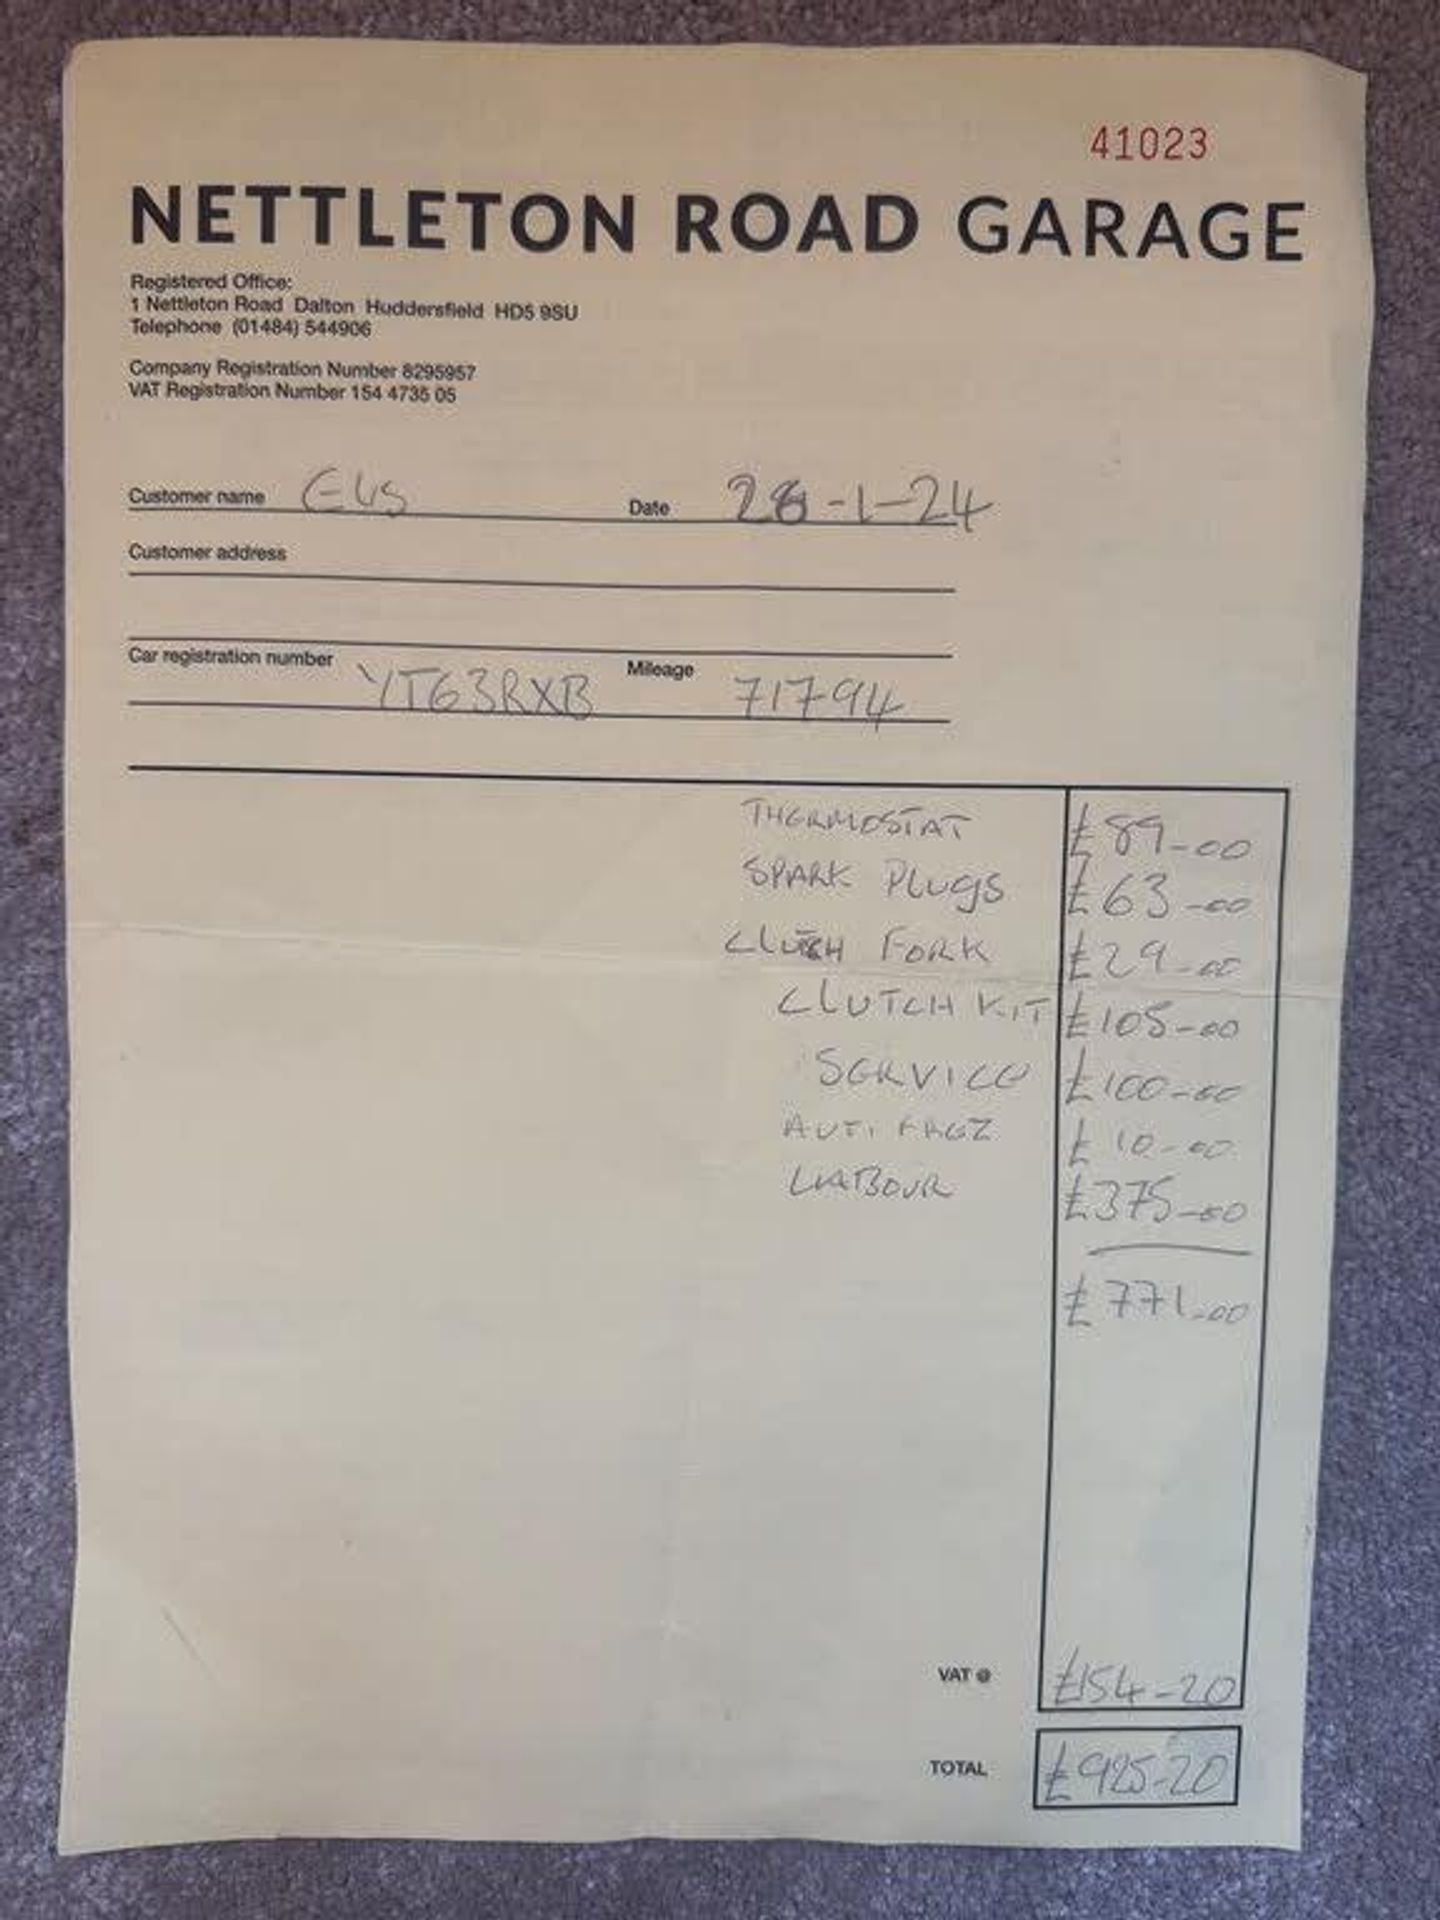 41023
NETTLETON ROAD GARAGE
Registered Office:
1 Nettleton Road Dalton Huddersfield HD5 9SU
Telephone (01484) 544906
Company Registration Number 8295957
VAT Registration Number 154 4735 05
Customer name Date 28-1-24
Customer address
Car registration number YT63RXB Mileage 71794
THERMOSTAT £89-00
SPARK PLUGS £63-00
CLUTCH FORK £29-00
CLUTCH KIT £105-00
SERVICE £100-00
£10-00
LABOUR £375-00
£771-00
VAT @ £154-20
TOTAL £925-20